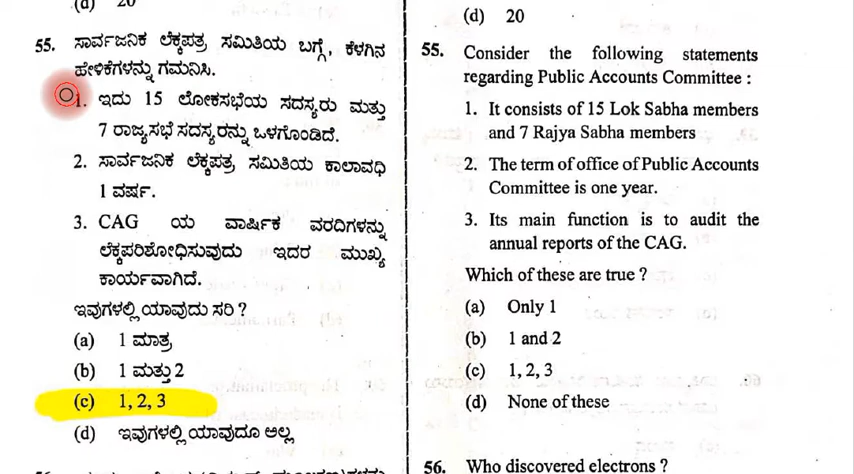 (d) 20
55. ಸಾರ್ವಜನಿಕ ಲೆಕ್ಕಪತ್ರ ಸಮಿತಿಯ ಬಗ್ಗೆ, ಕೆಳಗಿನ
ಹೇಳಿಕೆಗಳನ್ನು ಗಮನಿಸಿ.
1. ಇದು 15 ಲೋಕಸಭೆಯ ಸದಸ್ಯರು ಮತ್ತು
7 ರಾಜ್ಯಸಭೆ ಸದಸ್ಯರನ್ನು ಒಳಗೊಂಡಿದೆ.
2. ಸಾರ್ವಜನಿಕ ಲೆಕ್ಕಪತ್ರ ಸಮಿತಿಯ ಕಾಲಾವಧಿ
1 ವರ್ಷ.
3. CAG ಯ ವಾರ್ಷಿಕ ವರದಿಗಳನ್ನು
ಲೆಕ್ಕಪರಿಶೋಧಿಸುವುದು ಇದರ ಮುಖ್ಯ
ಕಾರ್ಯವಾಗಿದೆ.
ಇವುಗಳಲ್ಲಿ ಯಾವುದು ಸರಿ ?
(a) 1 ಮಾತ್ರ
(b) 1 ಮತ್ತು 2
(c) 1, 2, 3
(d) ಇವುಗಳಲ್ಲಿ ಯಾವುದೂ ಅಲ್ಲ
(d) 20
55. Consider the following statements
regarding Public Accounts Committee :
1. It consists of 15 Lok Sabha members
and 7 Rajya Sabha members
2. The term of office of Public Accounts
Committee is one year.
3. Its main function is to audit the
annual reports of the CAG.
Which of these are true ?
(a) Only 1
(b) 1 and 2
(c) 1, 2, 3
(d) None of these
56. Who discovered electrons ?